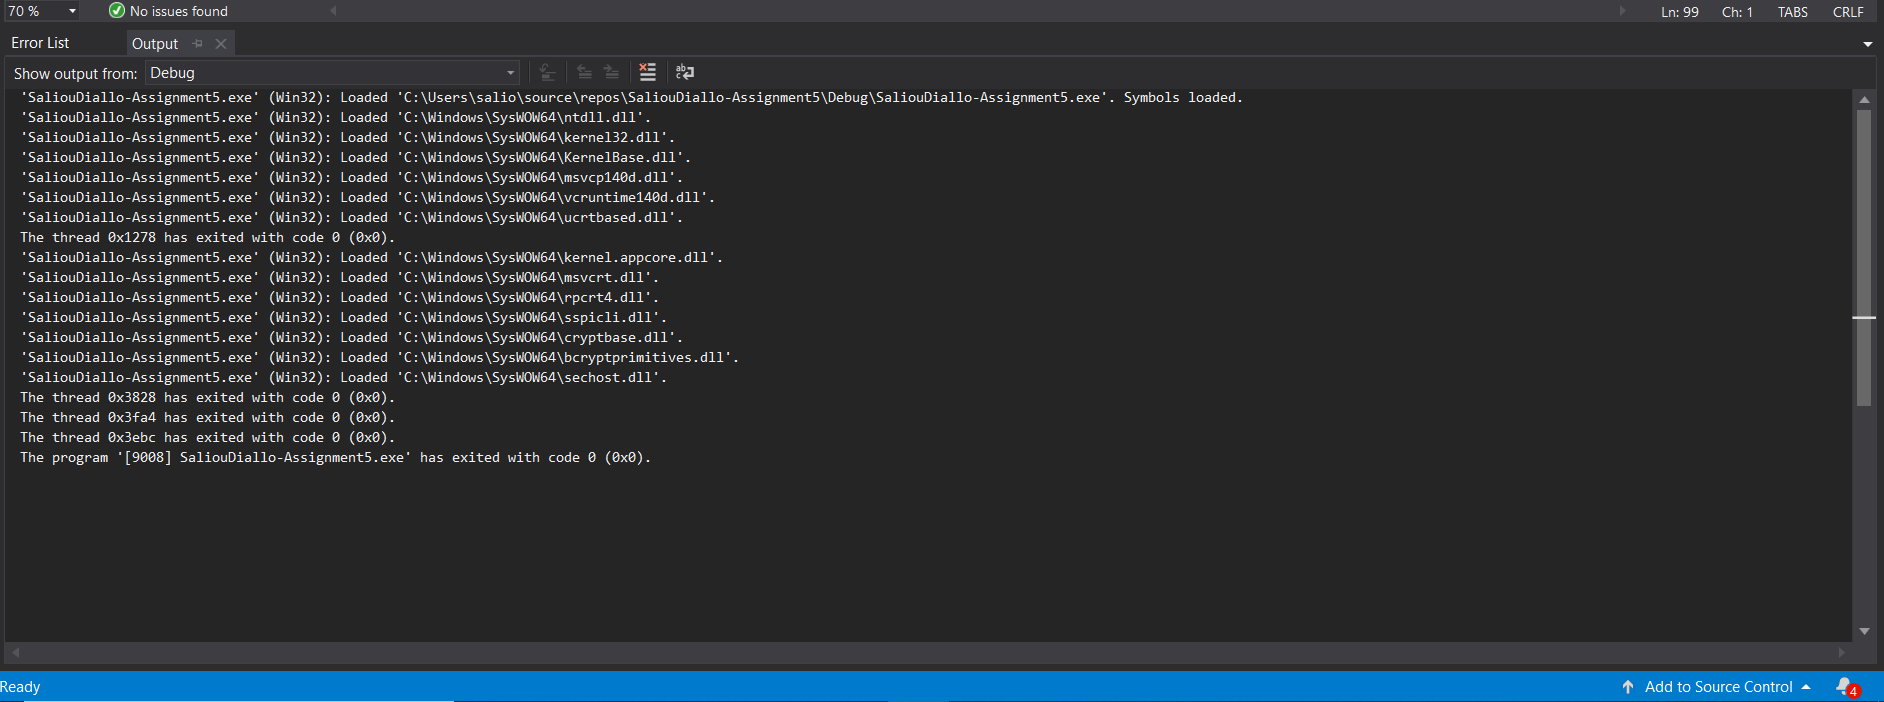 70 % No issues found Ln: 99 Ch: 1 TABS CRLF
Error List Output
Show output from: Debug
'SaliouDiallo-Assignment5.exe' (Win32): Loaded 'C:\Users\salio\source\repos\SaliouDiallo-Assignment5\Debug\SaliouDiallo-Assignment5.exe'. Symbols loaded.
'SaliouDiallo-Assignment5.exe' (Win32): Loaded 'C:\Windows\SysWOW64\ntdll.dll'.
'SaliouDiallo-Assignment5.exe' (Win32): Loaded 'C:\Windows\SysWOW64\kernel32.dll'.
'SaliouDiallo-Assignment5.exe' (Win32): Loaded 'C:\Windows\SysWOW64\KernelBase.dll'.
'SaliouDiallo-Assignment5.exe' (Win32): Loaded 'C:\Windows\SysWOW64\msvcp140d.dll'.
'SaliouDiallo-Assignment5.exe' (Win32): Loaded 'C:\Windows\SysWOW64\vcruntime140d.dll'.
'SaliouDiallo-Assignment5.exe' (Win32): Loaded 'C:\Windows\SysWOW64\ucrtbased.dll'.
The thread 0x1278 has exited with code 0 (0x0).
'SaliouDiallo-Assignment5.exe' (Win32): Loaded 'C:\Windows\SysWOW64\kernel.appcore.dll'.
'SaliouDiallo-Assignment5.exe' (Win32): Loaded 'C:\Windows\SysWOW64\msvcrt.dll'.
'SaliouDiallo-Assignment5.exe' (Win32): Loaded 'C:\Windows\SysWOW64\rpcrt4.dll'.
'SaliouDiallo-Assignment5.exe' (Win32): Loaded 'C:\Windows\SysWOW64\sspicli.dll'.
'SaliouDiallo-Assignment5.exe' (Win32): Loaded 'C:\Windows\SysWOW64\cryptbase.dll'.
'SaliouDiallo-Assignment5.exe' (Win32): Loaded 'C:\Windows\SysWOW64\bcryptprimitives.dll'.
'SaliouDiallo-Assignment5.exe' (Win32): Loaded 'C:\Windows\SysWOW64\sechost.dll'.
The thread 0x3828 has exited with code 0 (0x0).
The thread 0x3fa4 has exited with code 0 (0x0).
The thread 0x3ebc has exited with code 0 (0x0).
The program '[9008] SaliouDiallo-Assignment5.exe' has exited with code 0 (0x0).
Ready Add to Source Control 4